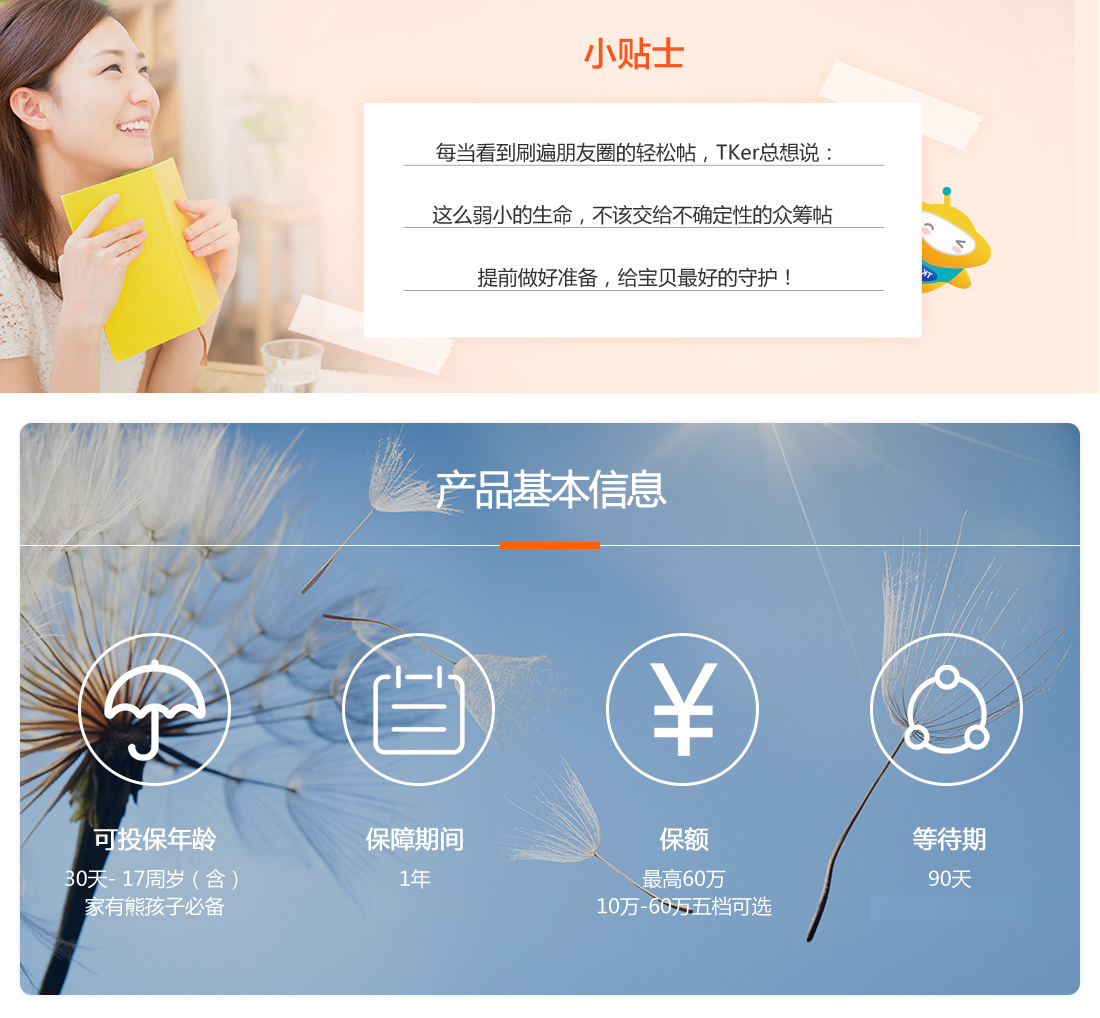 小贴士
每当看到刷遍朋友圈的轻松帖，TKer总想说：
这么弱小的生命，不该交给不确定性的众筹帖
提前做好准备，给宝贝最好的守护！
产品基本信息
¥
可投保年龄
30天- 17周岁（含）
家有熊孩子必备
保障期间
1年
保额
最高60万
10万-60万五档可选
等待期
90天